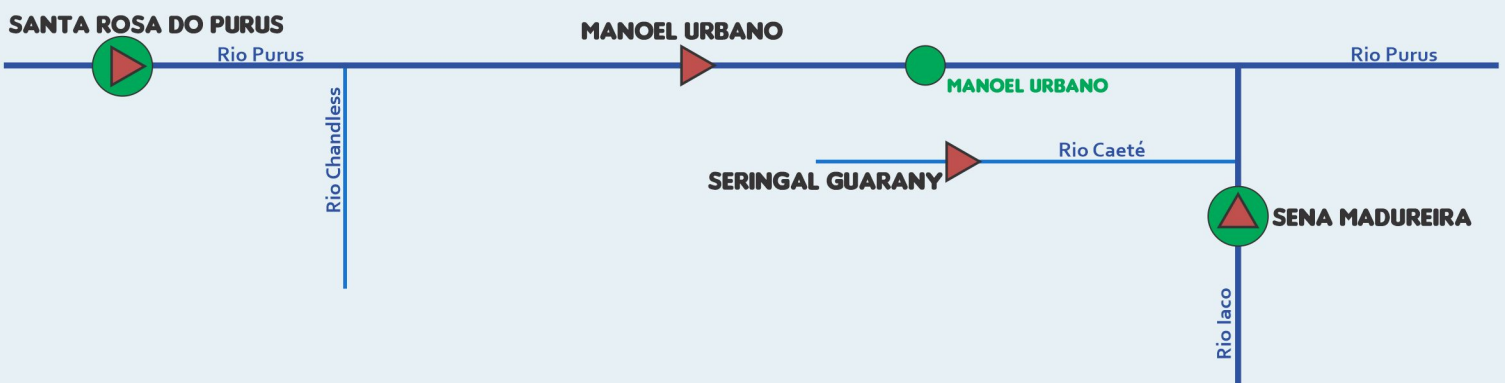 SANTA ROSA DO PURUS
MANOEL URBANO
Rio Purus
Rio Purus
MANOEL URBANO
Rio Chandless
Rio Caeté
SERINGAL GUARANY
SENA MADUREIRA
Rio Iaco